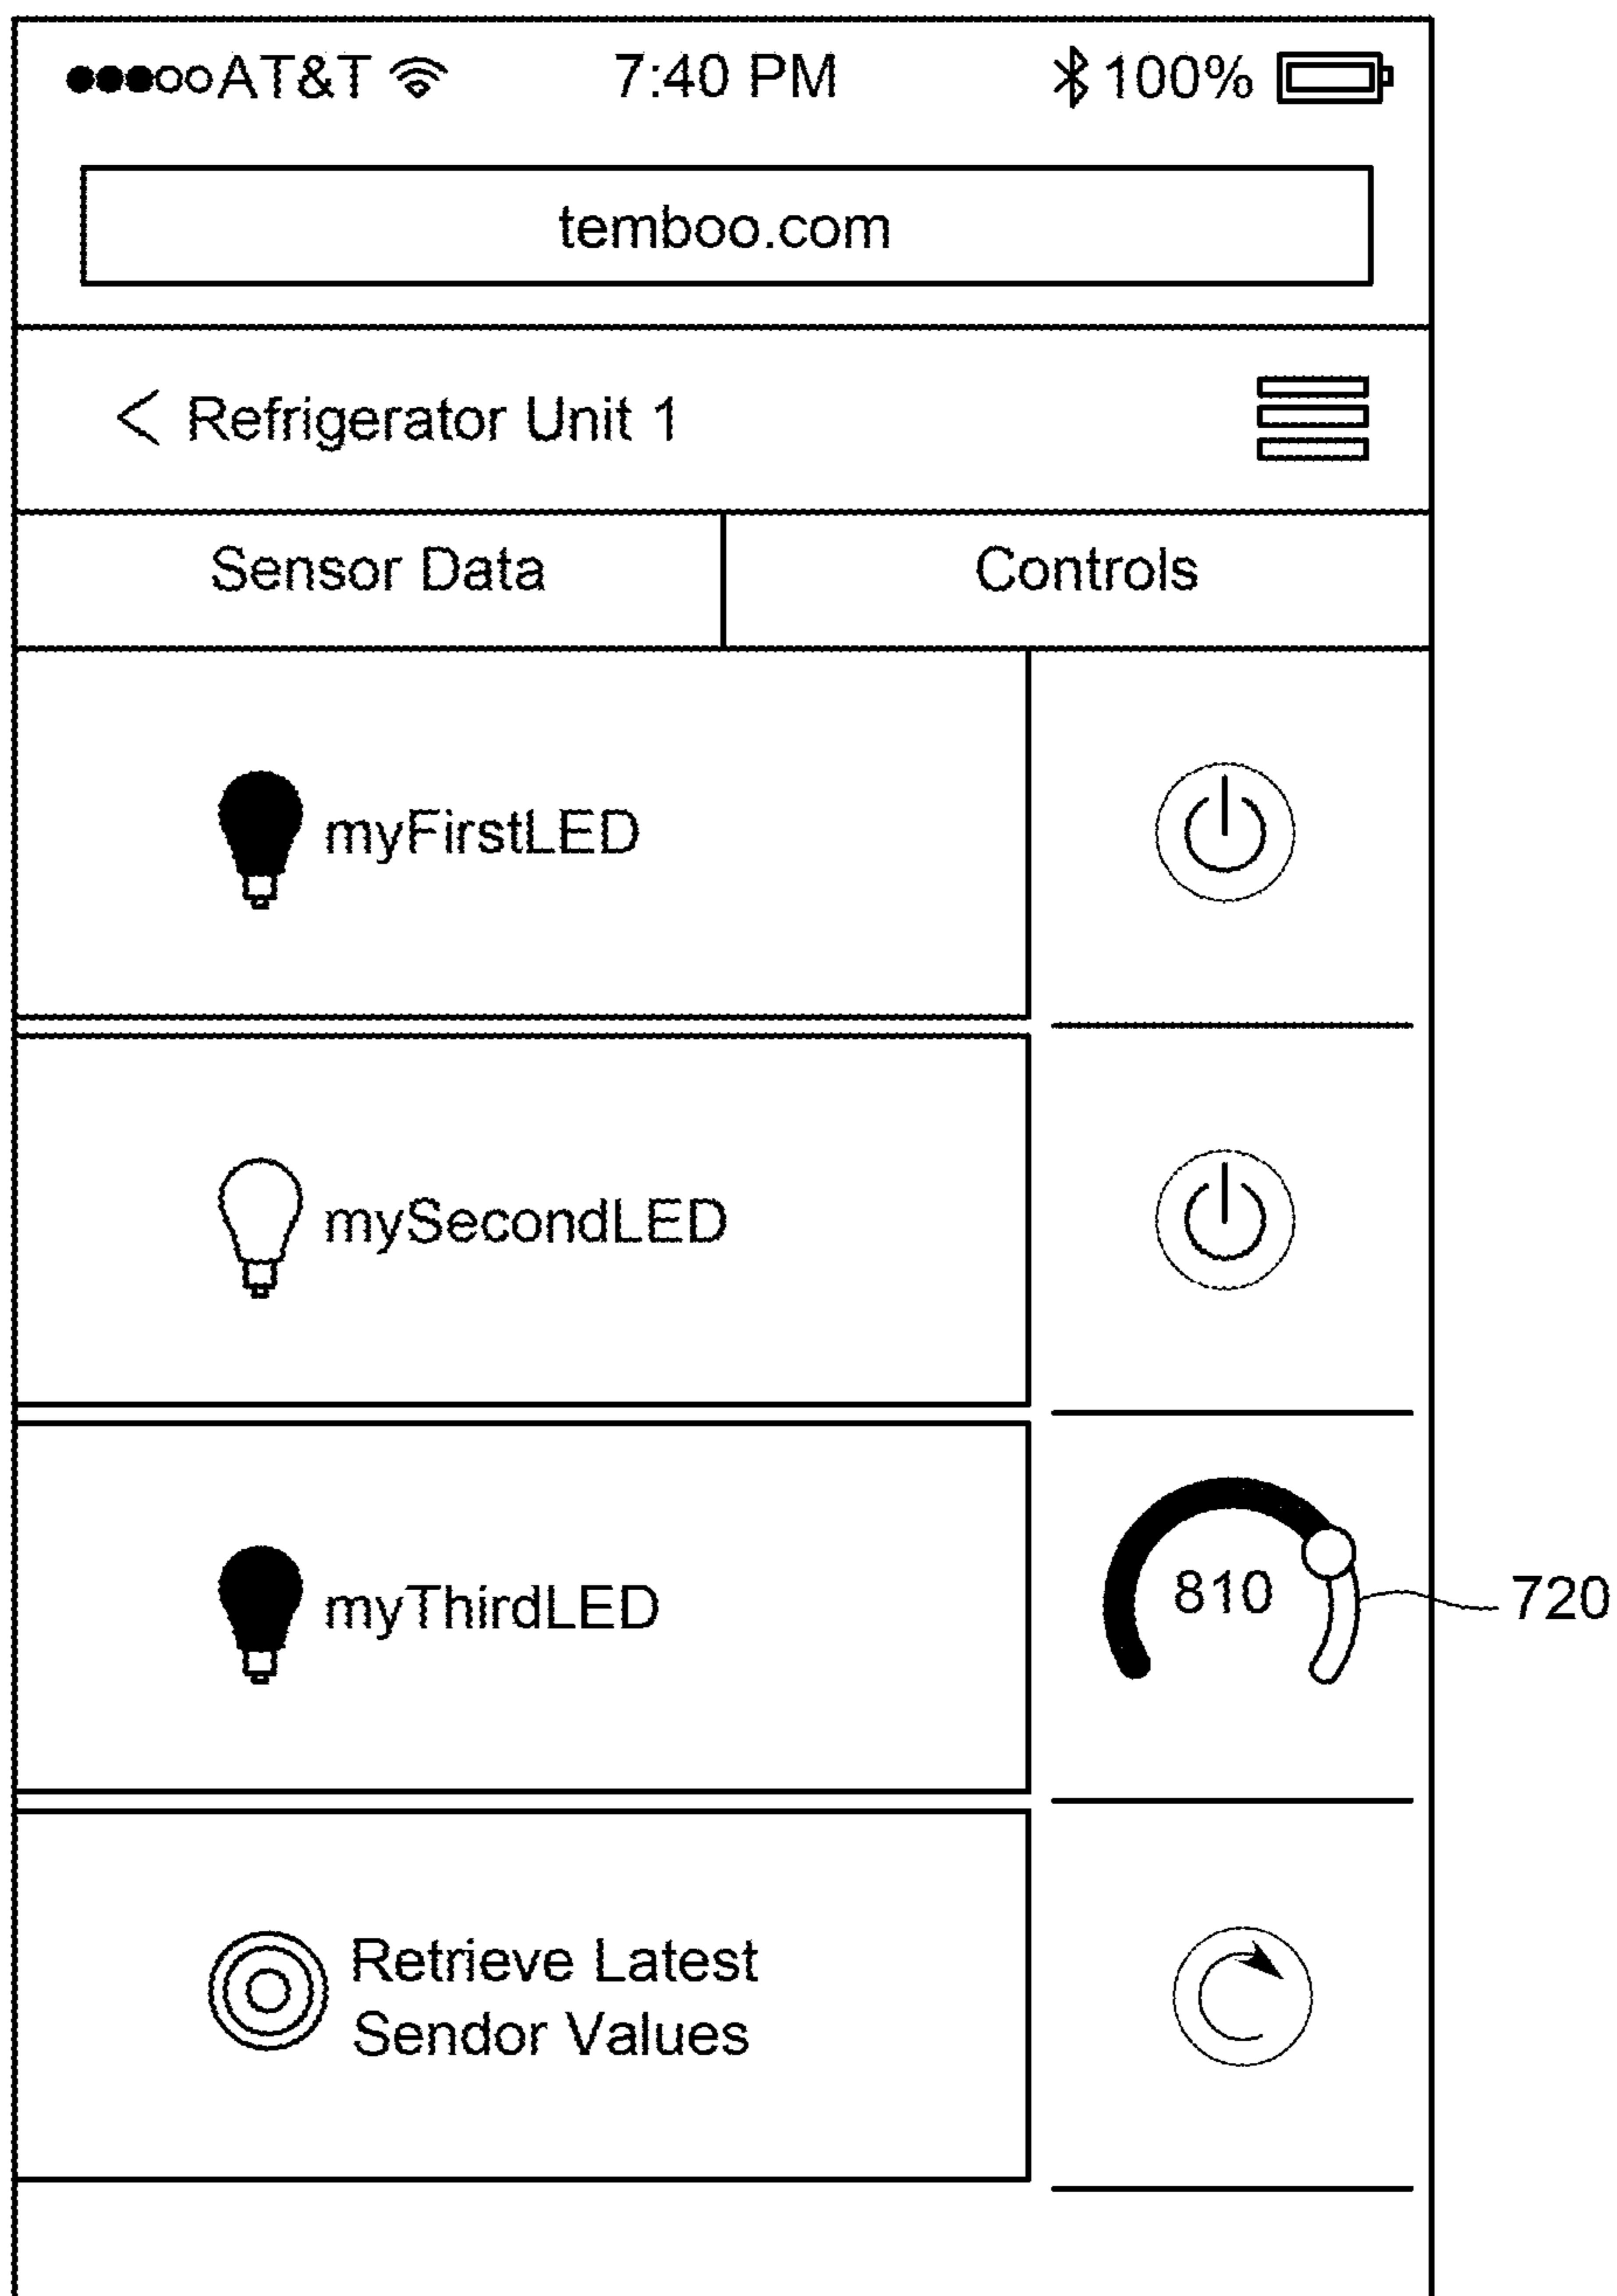 AT&T 7:40 PM 100%
temboo.com
< Refrigerator Unit 1
Sensor Data Controls
myFirstLED
mySecondLED
myThirdLED 810 720
Retrieve Latest
Sendor Values